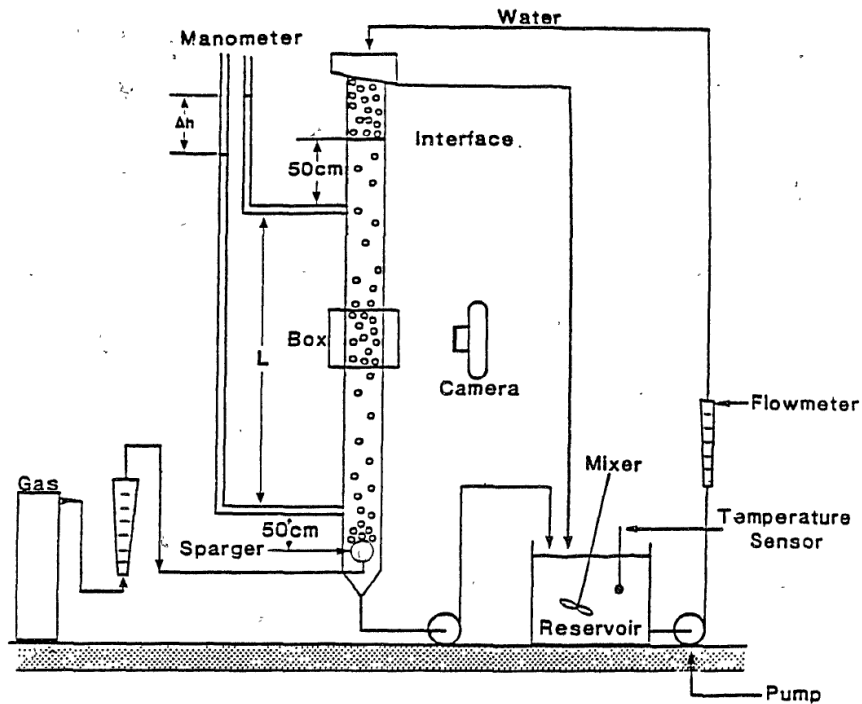 Water
Manometer
Δh
Interface.
50cm
Box
L
Camera
Flowmeter
Mixer
Gas
Temperature
Sensor
50cm
Sparger
Reservoir
Pump